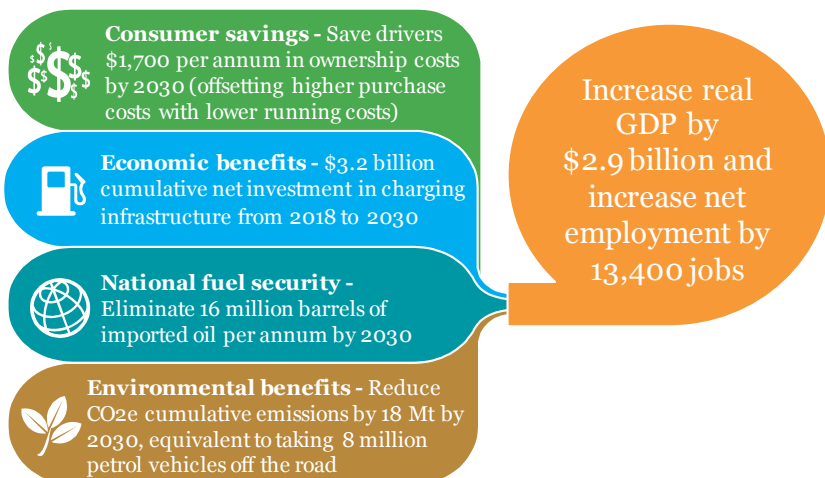 Consumer savings - Save drivers
$1,700 per annum in ownership costs
by 2030 (offsetting higher purchase
costs with lower running costs)
Economic benefits - $3.2 billion
cumulative net investment in charging
infrastructure from 2018 to 2030
National fuel security -
Eliminate 16 million barrels of
imported oil per annum by 2030
Environmental benefits - Reduce
CO2e cumulative emissions by 18 Mt by
2030, equivalent to taking 8 million
petrol vehicles off the road
Increase real
GDP by
$2.9 billion and
increase net
employment by
13,400 jobs